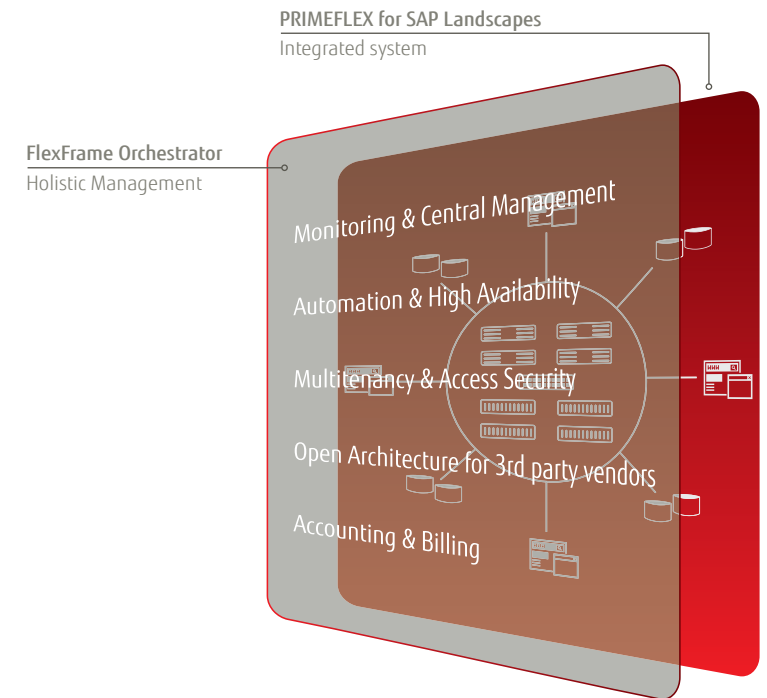 PRIMEFLEX for SAP Landscapes
Integrated system
FlexFrame Orchestrator
Holistic Management
Monitoring & Central Management
Automation & High Availability
Multitenancy & Access Security
Open Architecture for 3rd party vendors
Accounting & Billing